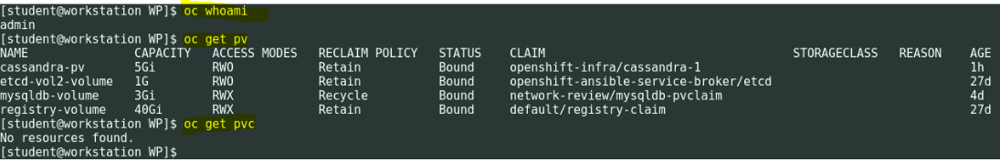 [student@workstation WP]$ oc whoami
admin
[student@workstation WP]$ oc get pv
NAME CAPACITY ACCESS MODES RECLAIM POLICY STATUS CLAIM STORAGECLASS REASON AGE
cassandra-pv 5Gi RWO Retain Bound openshift-infra/cassandra-1 1h
etcd-vol2-volume 1G RWO Retain Bound openshift-ansible-service-broker/etcd 27d
mysqldb-volume 3Gi RWX Recycle Bound network-review/mysqldb-pvclaim 4d
registry-volume 40Gi RWX Retain Bound default/registry-claim 27d
[student@workstation WP]$ oc get pvc
No resources found.
[student@workstation WP]$